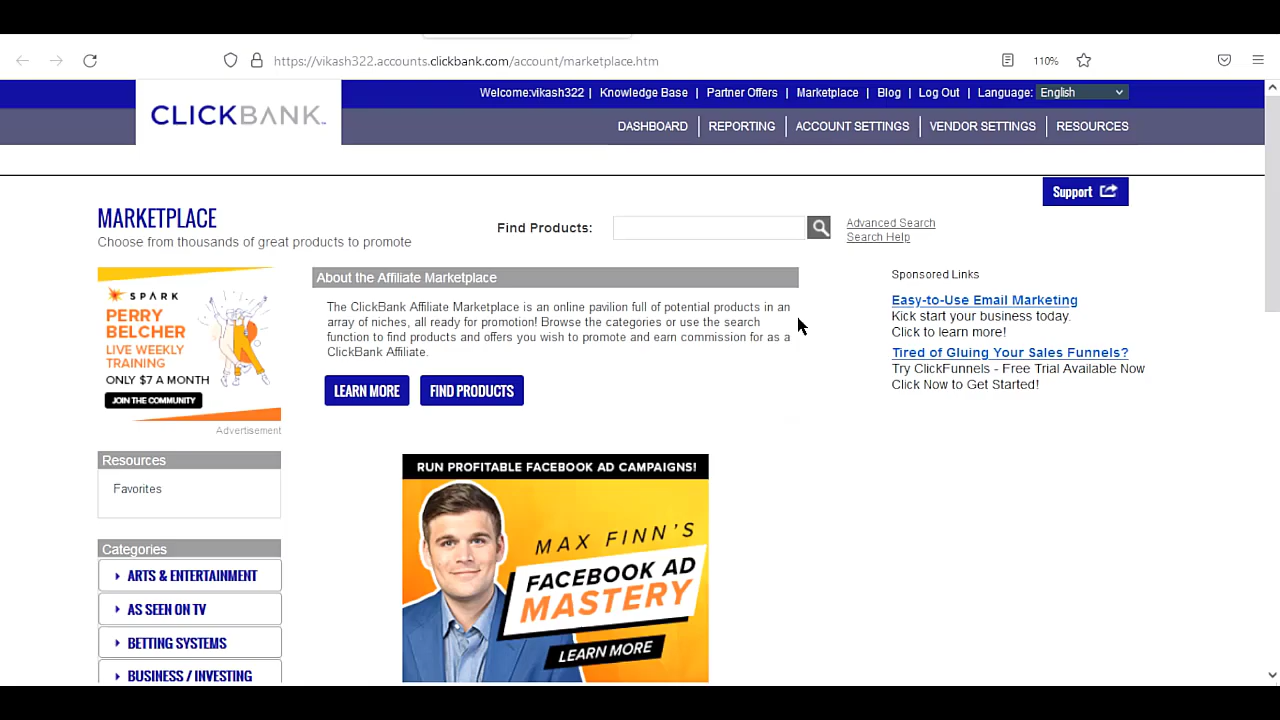 https://vikash322.accounts.clickbank.com/account/marketplace.htm
110%
CLICKBANK
Welcome:vikash322 | Knowledge Base | Partner Offers | Marketplace | Blog | Log Out | Language: English
DASHBOARD | REPORTING | ACCOUNT SETTINGS | VENDOR SETTINGS | RESOURCES
Support
MARKETPLACE
Choose from thousands of great products to promote
Find Products:
Advanced Search
Search Help
SPARK
PERRY
BELCHER
LIVE WEEKLY
TRAINING
ONLY $7 A MONTH
JOIN THE COMMUNITY
Advertisement
Resources
Favorites
Categories
ARTS & ENTERTAINMENT
AS SEEN ON TV
BETTING SYSTEMS
BUSINESS / INVESTING
About the Affiliate Marketplace
The ClickBank Affiliate Marketplace is an online pavilion full of potential products in an
array of niches, all ready for promotion! Browse the categories or use the search
function to find products and offers you wish to promote and earn commission for as a
ClickBank Affiliate.
LEARN MORE
FIND PRODUCTS
RUN PROFITABLE FACEBOOK AD CAMPAIGNS!
MAX FINN'S
FACEBOOK AD
MASTERY
LEARN MORE
Sponsored Links
Easy-to-Use Email Marketing
Kick start your business today.
Click to learn more!
Tired of Gluing Your Sales Funnels?
Try ClickFunnels - Free Trial Available Now
Click Now to Get Started!